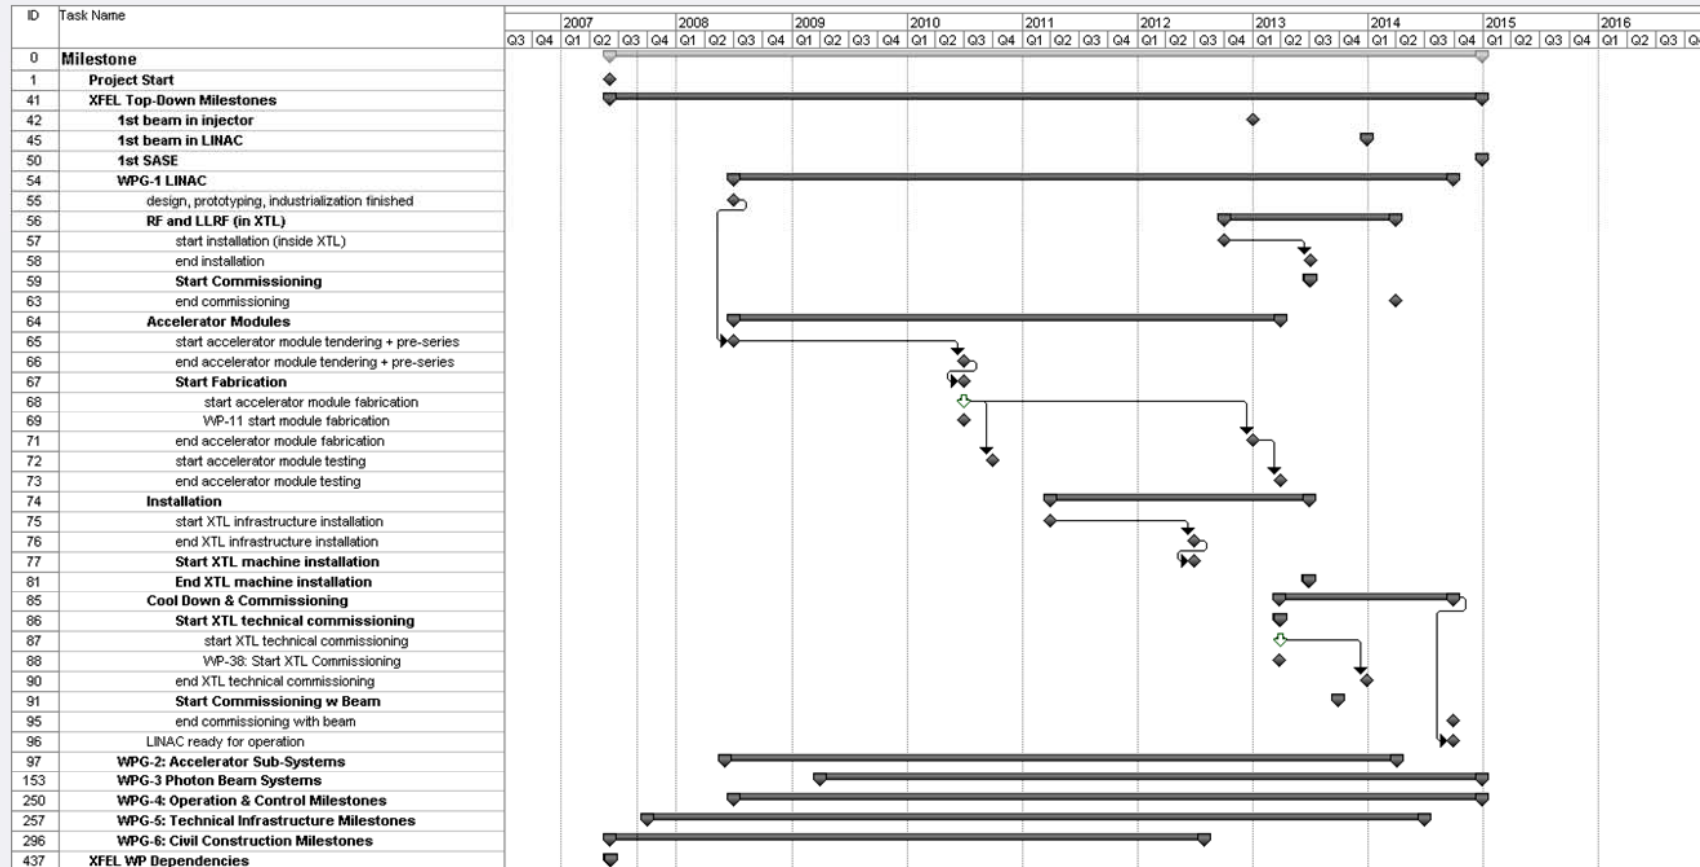 ID Task Name 2007 2008 2009 2010 2011 2012 2013 2014 2015 2016
Q3 Q4 Q1 Q2 Q3 Q4 Q1 Q2 Q3 Q4 Q1 Q2 Q3 Q4 Q1 Q2 Q3 Q4 Q1 Q2 Q3 Q4 Q1 Q2 Q3 Q4 Q1 Q2 Q3 Q4 Q1 Q2 Q3 Q4 Q1 Q2 Q3 Q4 Q1 Q2 Q3
0 Milestone
1 Project Start
41 XFEL Top-Down Milestones
42 1st beam in injector
45 1st beam in LINAC
50 1st SASE
54 WPG-1 LINAC
55 design, prototyping, industrialization finished
56 RF and LLRF (in XTL)
57 start installation (inside XTL)
58 end installation
59 Start Commissioning
63 end commissioning
64 Accelerator Modules
65 start accelerator module tendering + pre-series
66 end accelerator module tendering + pre-series
67 Start Fabrication
68 start accelerator module fabrication
69 WP-11 start module fabrication
71 end accelerator module fabrication
72 start accelerator module testing
73 end accelerator module testing
74 Installation
75 start XTL infrastructure installation
76 end XTL infrastructure installation
77 Start XTL machine installation
81 End XTL machine installation
85 Cool Down & Commissioning
86 Start XTL technical commissioning
87 start XTL technical commissioning
88 WP-38: Start XTL Commissioning
90 end XTL technical commissioning
91 Start Commissioning w Beam
95 end commissioning with beam
96 LINAC ready for operation
97 WPG-2: Accelerator Sub-Systems
153 WPG-3 Photon Beam Systems
250 WPG-4: Operation & Control Milestones
257 WPG-5: Technical Infrastructure Milestones
296 WPG-6: Civil Construction Milestones
437 XFEL WP Dependencies